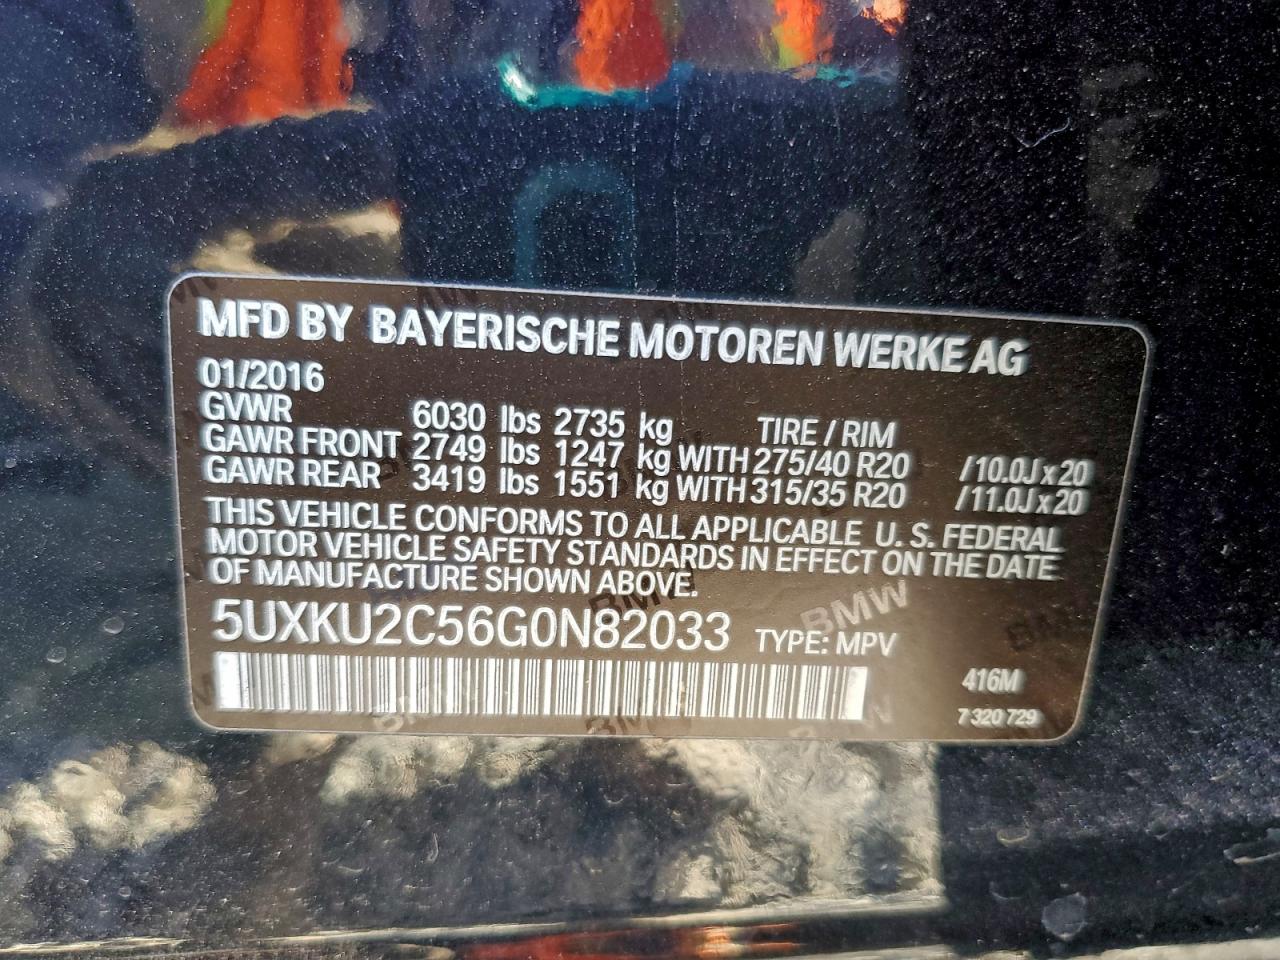 MFD BY BAYERISCHE MOTOREN WERKE AG
01/2016
GVWR 6030 lbs 2735 kg TIRE / RIM
GAWR FRONT 2749 lbs 1247 kg WITH 275/40 R20 /10.0J x 20
GAWR REAR 3419 lbs 1551 kg WITH 315/35 R20 /11.0J x 20
THIS VEHICLE CONFORMS TO ALL APPLICABLE U. S. FEDERAL
MOTOR VEHICLE SAFETY STANDARDS IN EFFECT ON THE DATE
OF MANUFACTURE SHOWN ABOVE.
BMW BMW
5UXKU2C56G0N82033 TYPE: MPV
416M
7 320 729